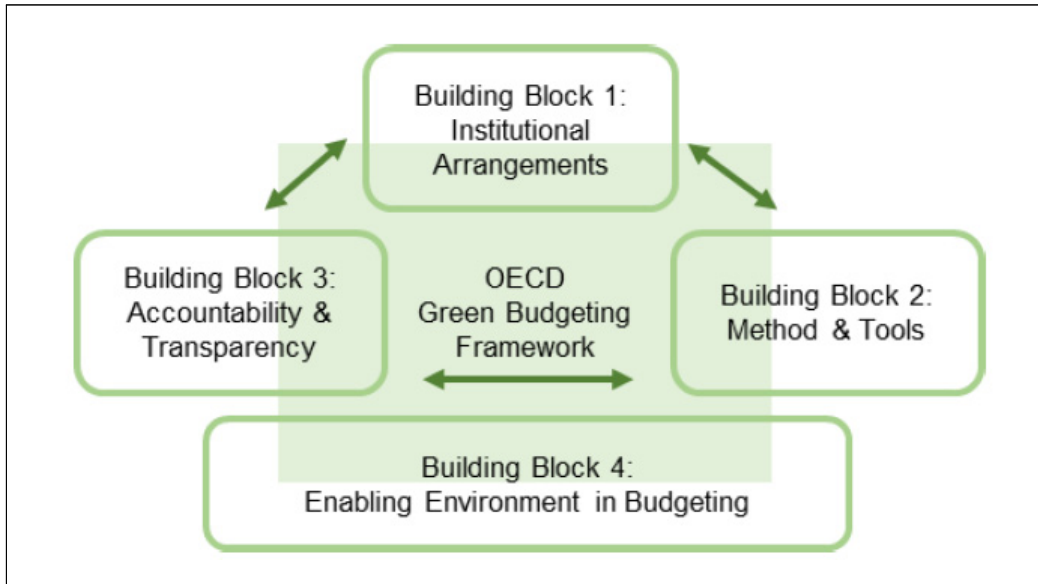 Building Block 1:
Institutional
Arrangements
Building Block 3:
Accountability &
Transparency
OECD
Green Budgeting
Framework
Building Block 2:
Method & Tools
Building Block 4:
Enabling Environment in Budgeting